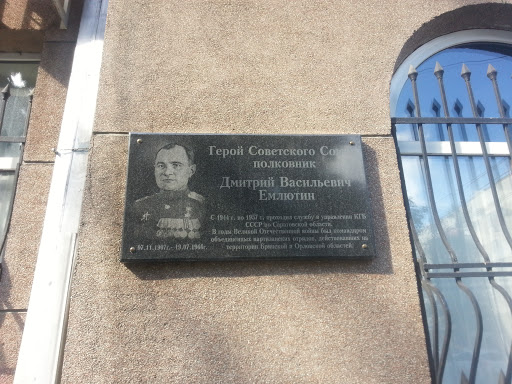 Герой Советского Со
полковник
Дмитрий Васильевич
Емлютин
С 1944 г. по 1957 г. проходил службу в управлении КГБ
СССР по Саратовской области.
В годы Великой Отечественной войны был командиром
объединенных партизанских отрядов, действовавших на
территории Брянской и Орловской областей.
07.11.1907г. – 19.07.1966г.